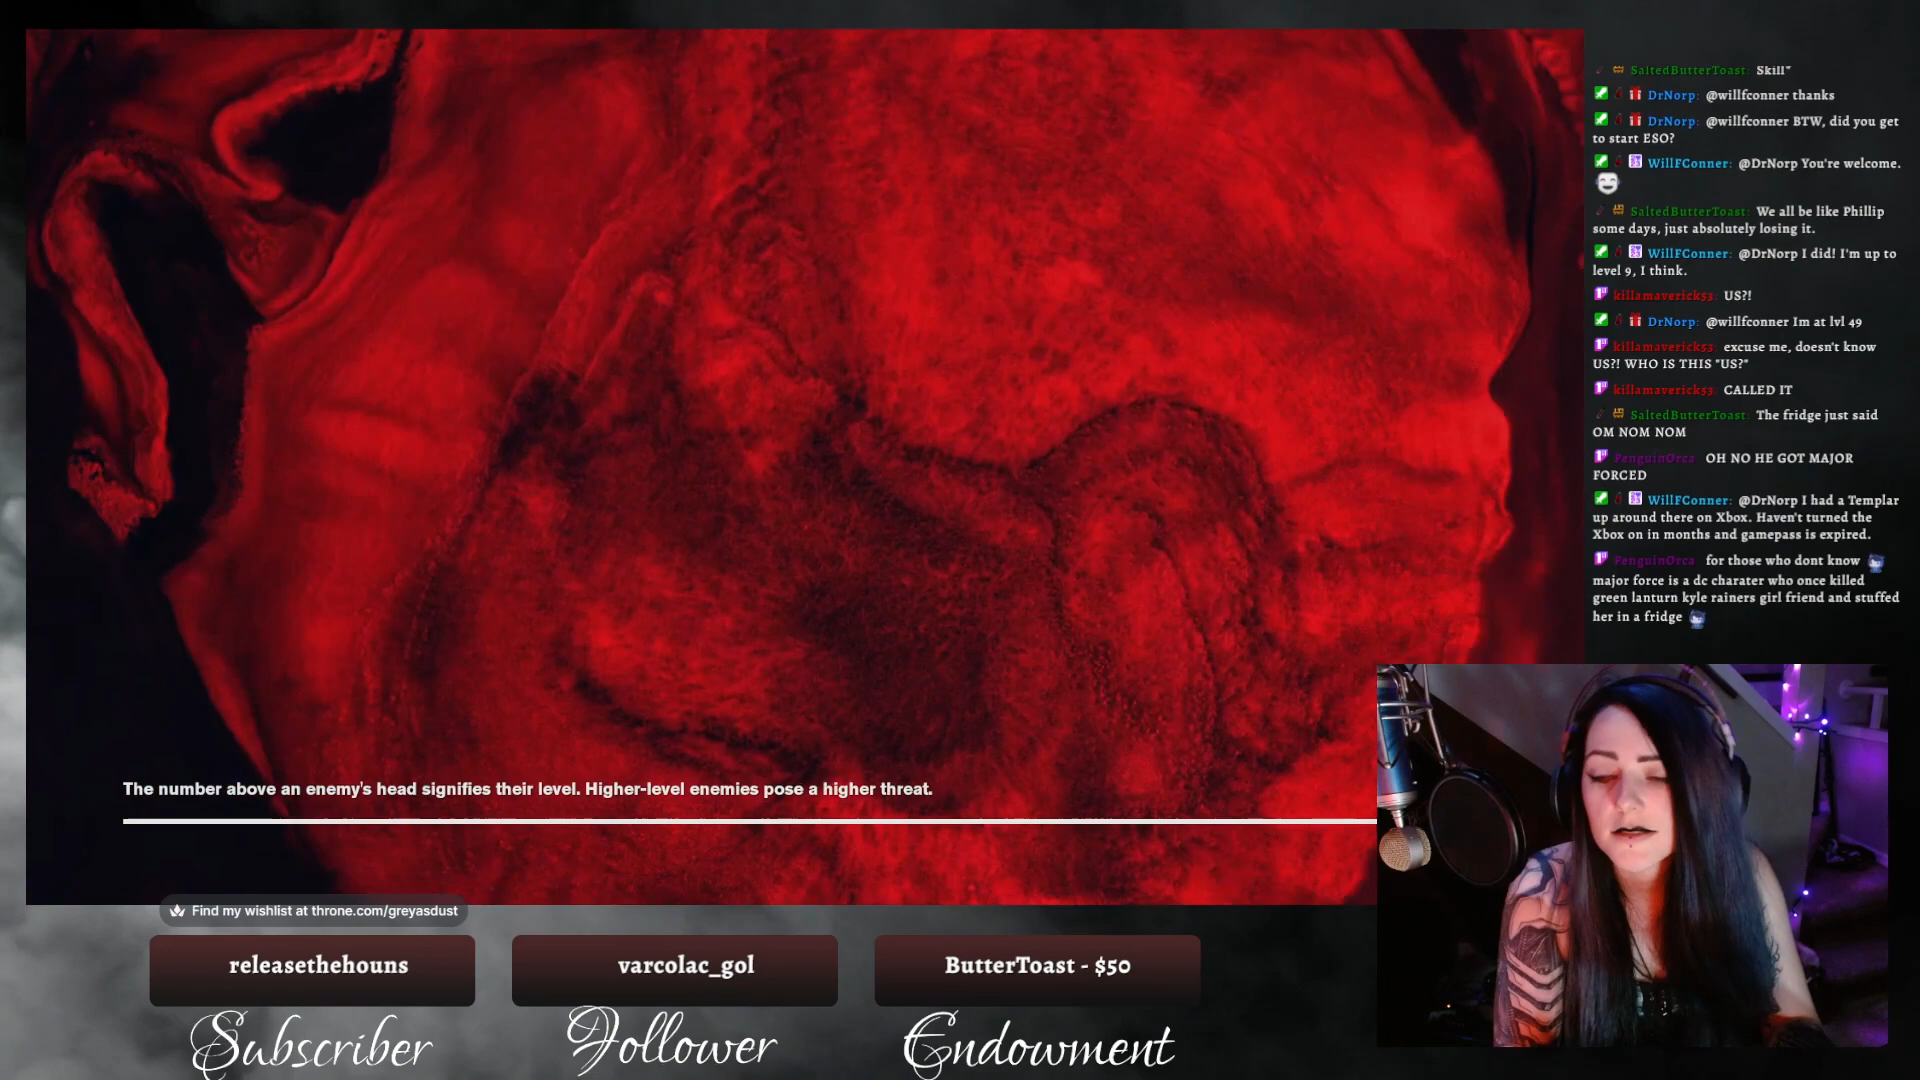 SaltedButterToast: Skill"
DrNorp: @willfconner thanks
DrNorp: @willfconner BTW, did you get
to start ESO?
WillFConner: @DrNorp You're welcome.
SaltedButterToast: We all be like Phillip
some days, just absolutely losing it.
WillFConner: @DrNorp I did! I'm up to
level 9, I think.
killamaverick53: US?!
DrNorp: @willfconner Im at lvl 49
killamaverick53: excuse me, doesn't know
US?! WHO IS THIS "US?"
killamaverick53: CALLED IT
SaltedButterToast: The fridge just said
OM NOM NOM
PenguinOrca: OH NO HE GOT MAJOR
FORCED
WillFConner: @DrNorp I had a Templar
up around there on Xbox. Haven't turned the
Xbox on in months and gamepass is expired.
PenguinOrca: for those who dont know
major force is a dc charater who once killed
green lanturn kyle rainers girl friend and stuffed
her in a fridge
The number above an enemy's head signifies their level. Higher-level enemies pose a higher threat.
Find my wishlist at throne.com/greyasdust
releasethehouns
varcolac_gol
ButterToast - $50
Subscriber
Follower
Endowment